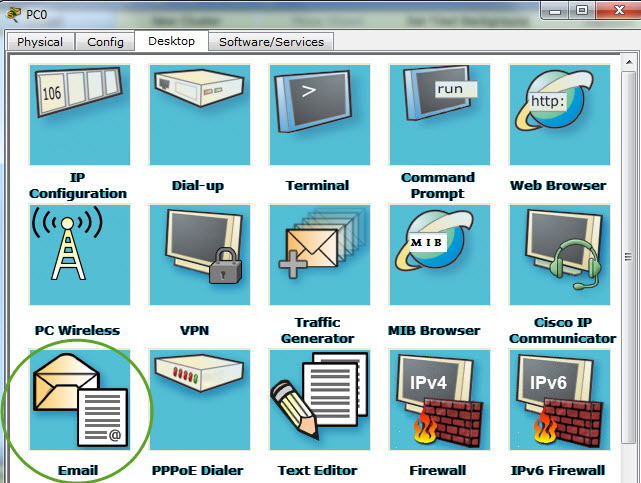 PC0
Physical Config Desktop Software/Services
106
>
run
http:
IP
Configuration
Dial-up
Terminal
Command
Prompt
Web Browser
MIB
PC Wireless
VPN
Traffic
Generator
MIB Browser
Cisco IP
Communicator
@
IPv4
IPv6
Email
PPPoE Dialer
Text Editor
Firewall
IPv6 Firewall